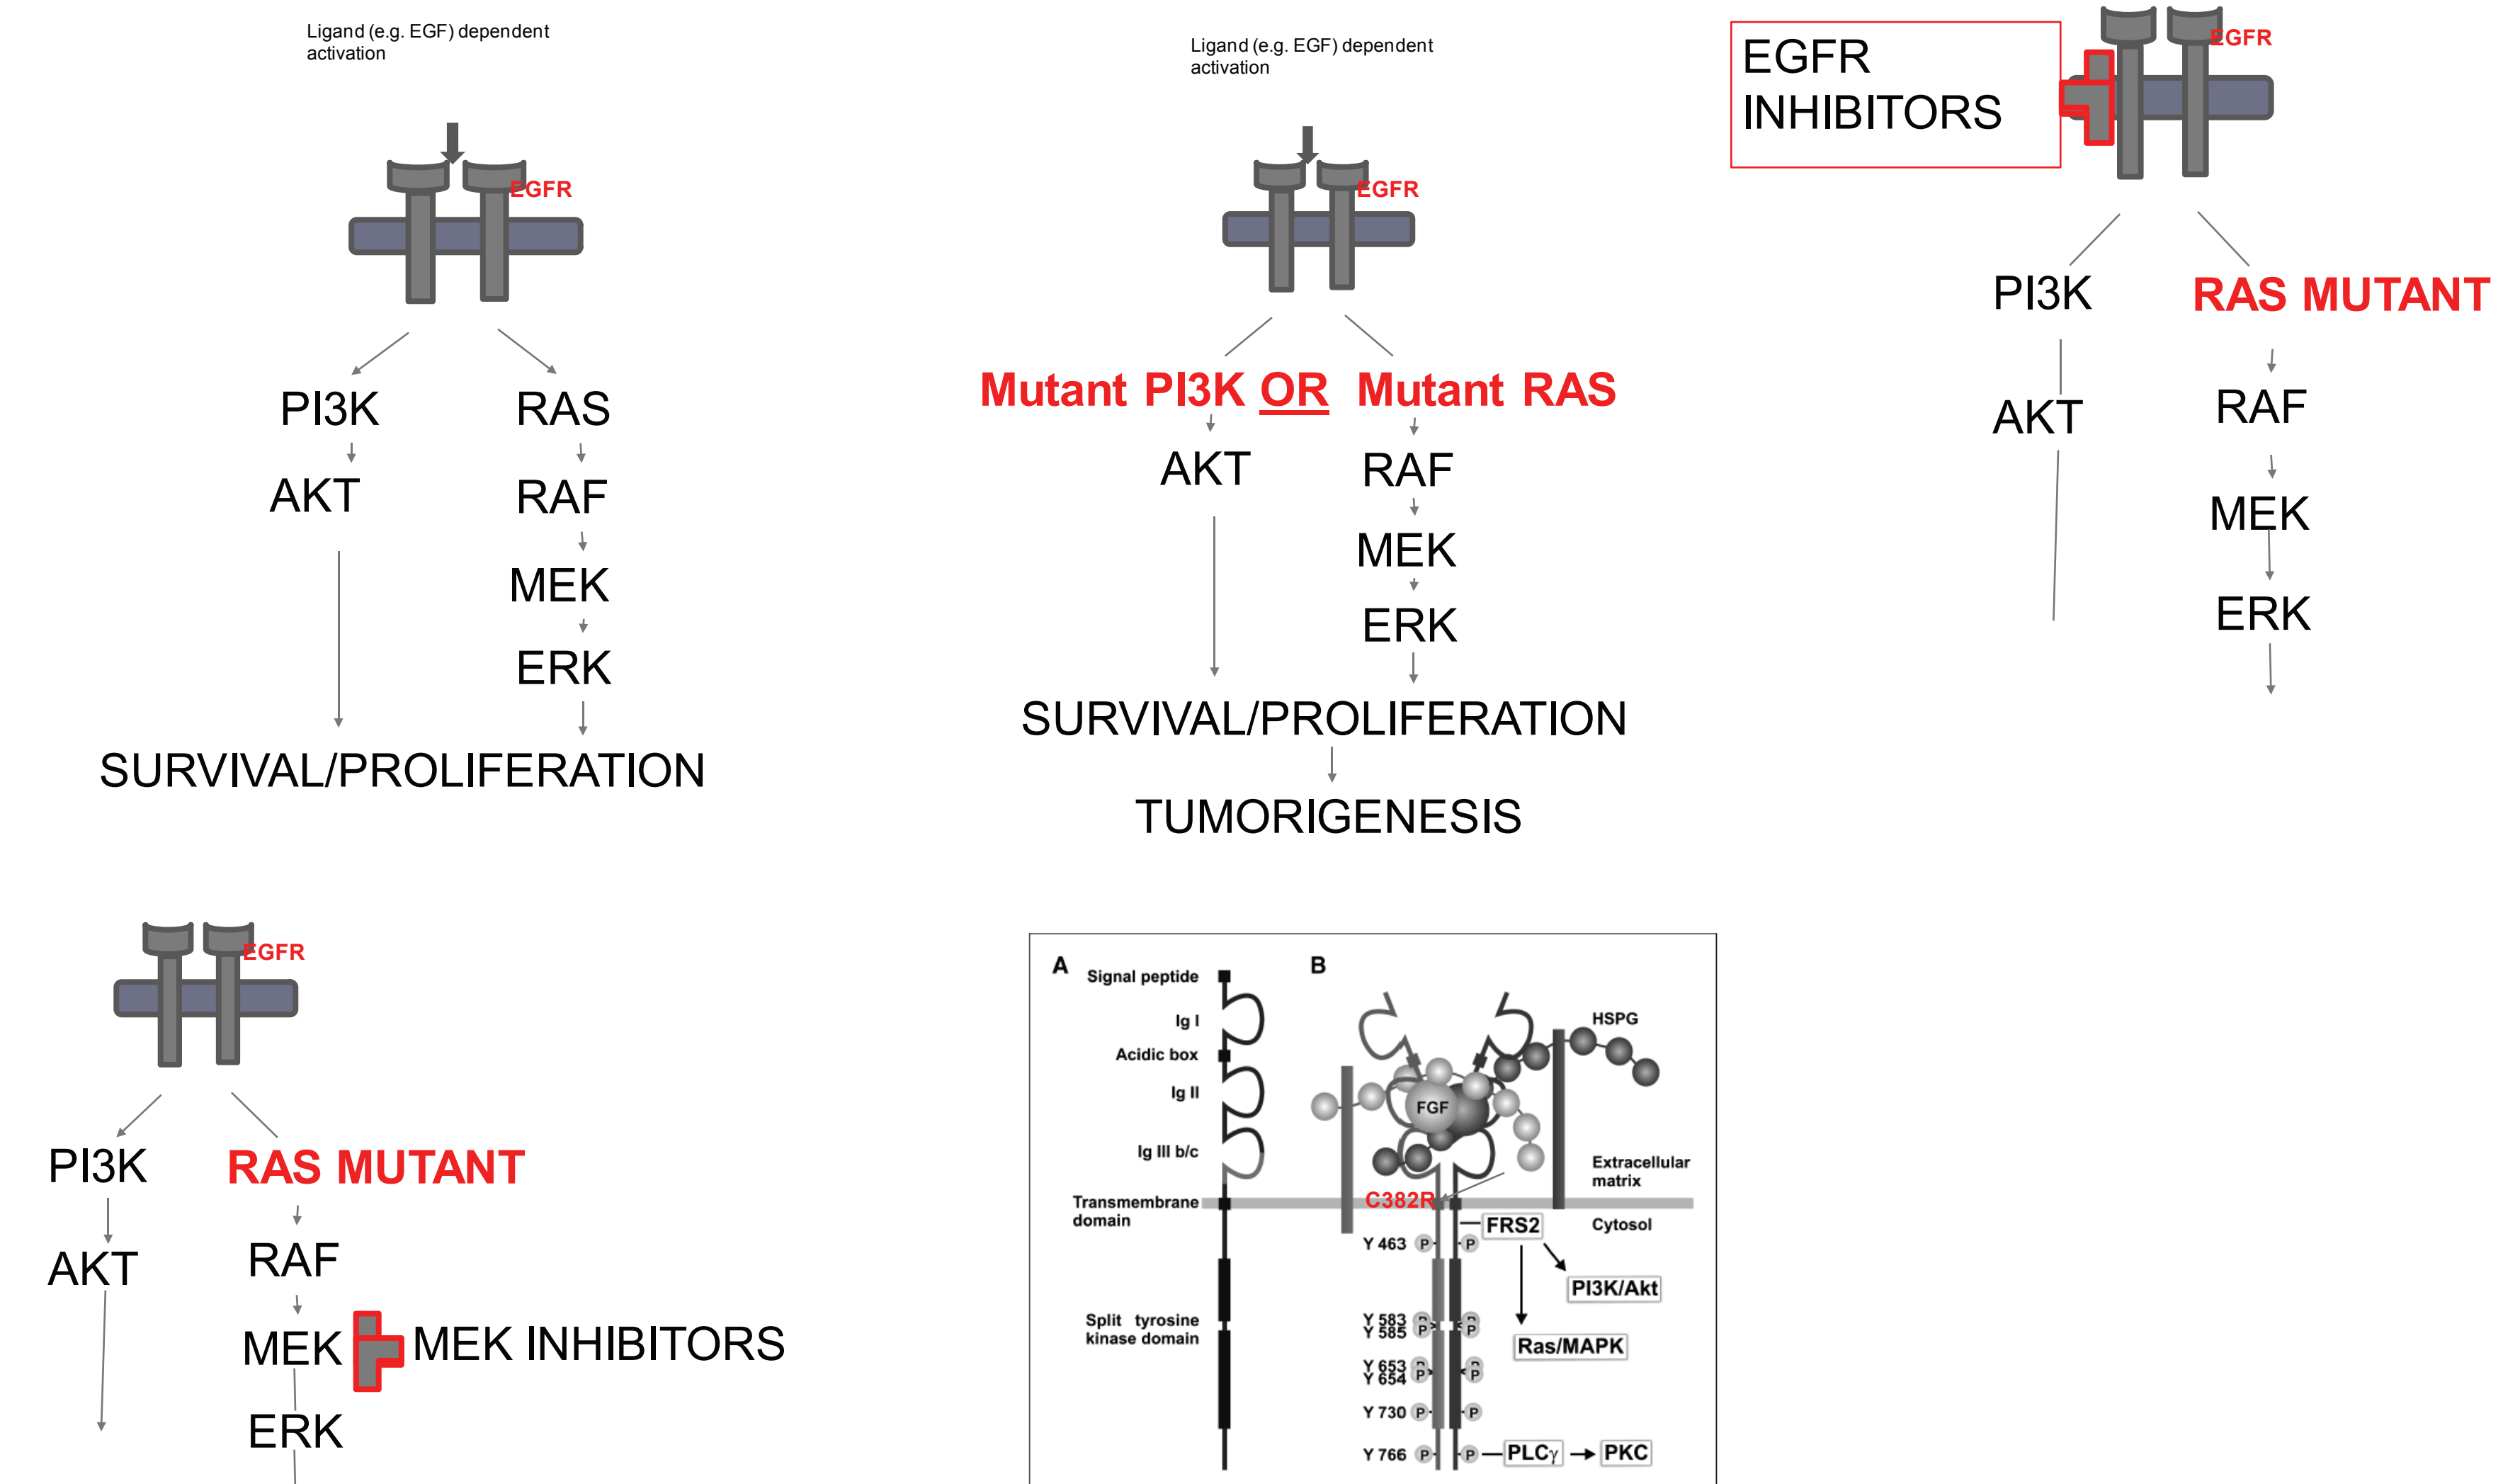 Ligand (e.g. EGF) dependent
activation
EGFR
PI3K
RAS
AKT
RAF
MEK
ERK
SURVIVAL/PROLIFERATION
Ligand (e.g. EGF) dependent
activation
EGFR
Mutant PI3K OR Mutant RAS
AKT
RAF
MEK
ERK
SURVIVAL/PROLIFERATION
TUMORIGENESIS
EGFR
INHIBITORS
EGFR
PI3K
RAS MUTANT
AKT
RAF
MEK
ERK
EGFR
PI3K
RAS MUTANT
AKT
RAF
MEK
MEK INHIBITORS
ERK
A
Signal peptide
Ig I
Acidic box
Ig II
Ig III b/c
Transmembrane
domain
Split tyrosine
kinase domain
B
HSPG
FGF
Extracellular
matrix
C382R
Cytosol
FRS2
Y 463 P P
PI3K/Akt
Y 583 P P
Y 585 P P
Ras/MAPK
Y 653 P P
Y 654 P P
Y 730 P P
Y 766 P P
PLCγ
PKC